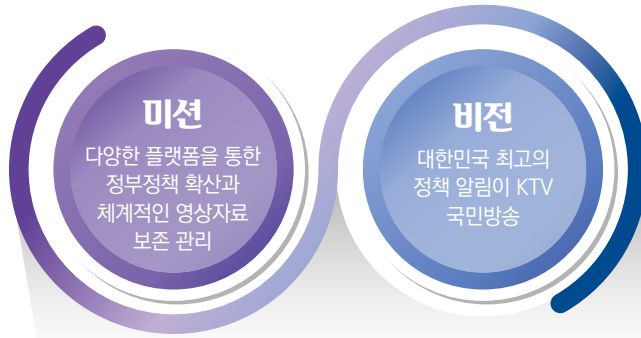 미션
다양한 플랫폼을 통한
정부정책 확산과
체계적인 영상자료
보존 관리
비전
대한민국 최고의
정책 알림이 KTV
국민방송